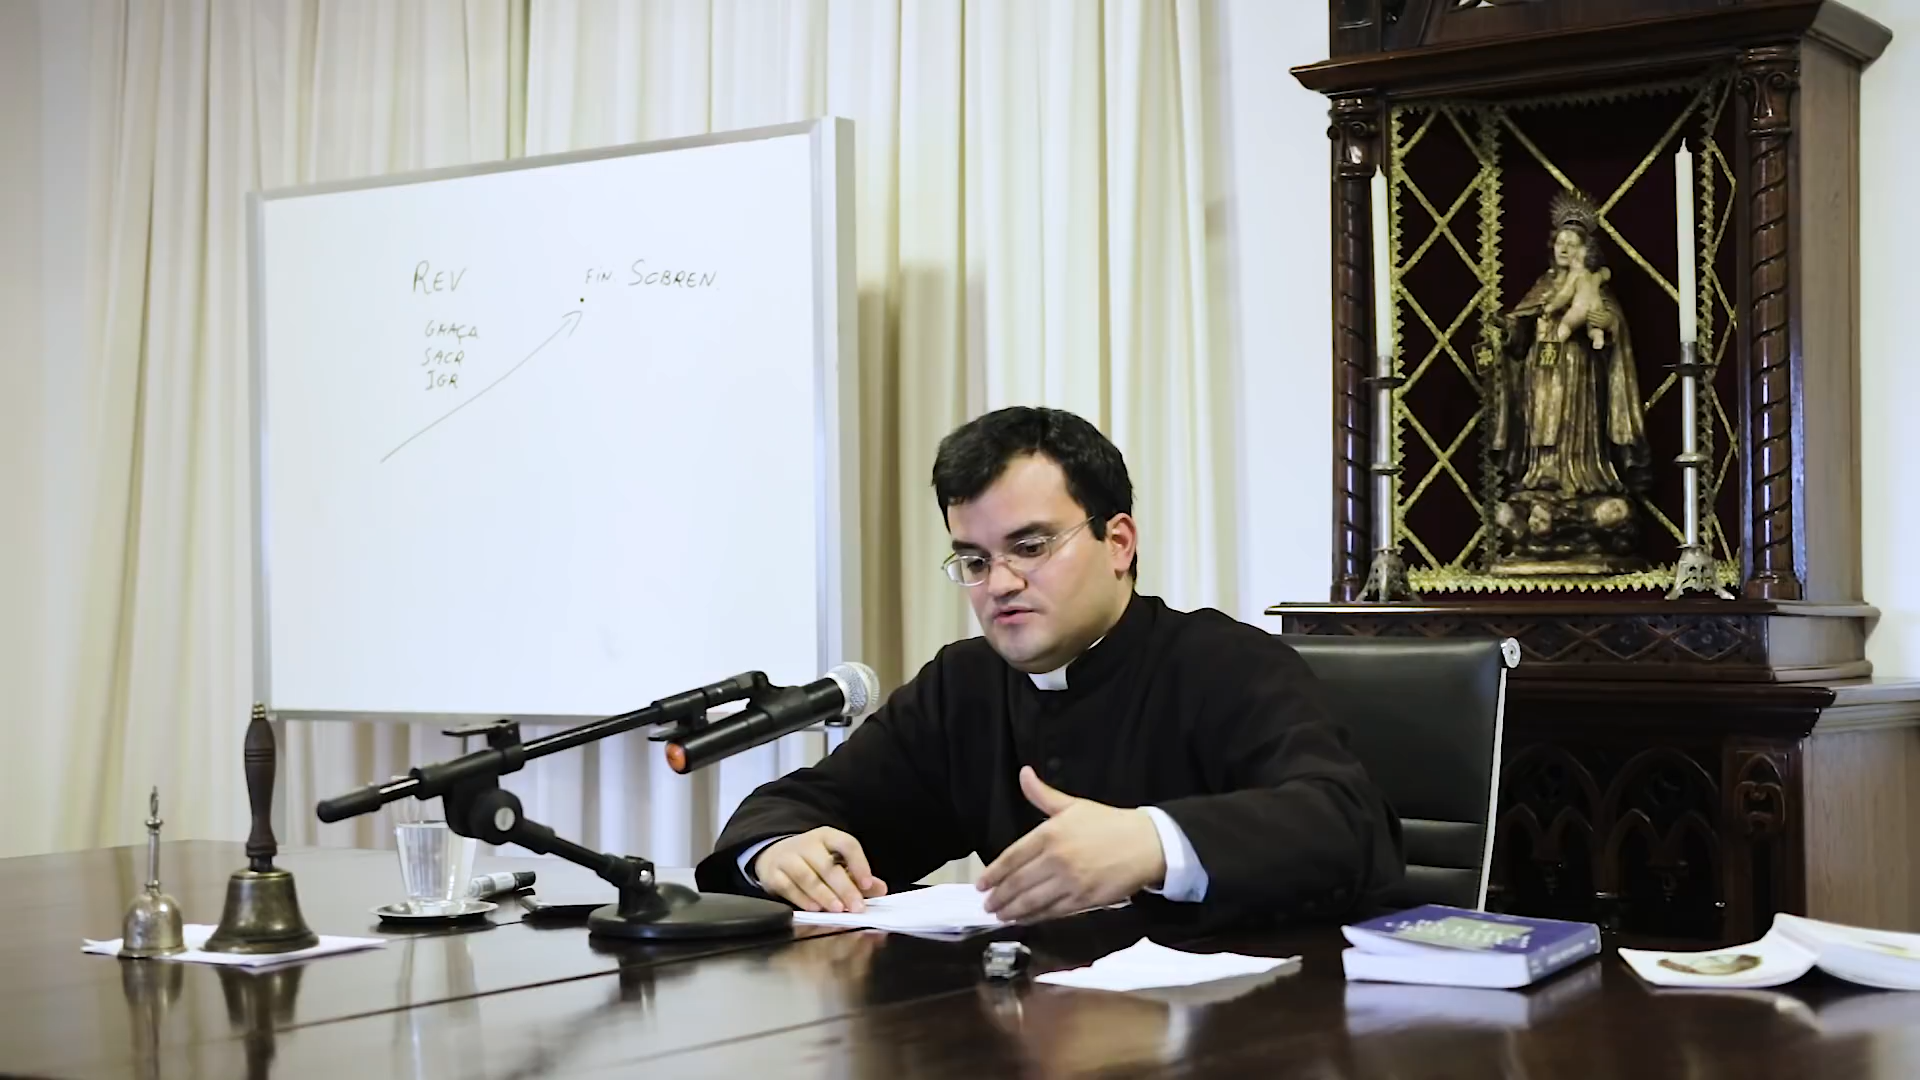 REV
FIN. SOBREN.
GRAÇA
SACR
IGR